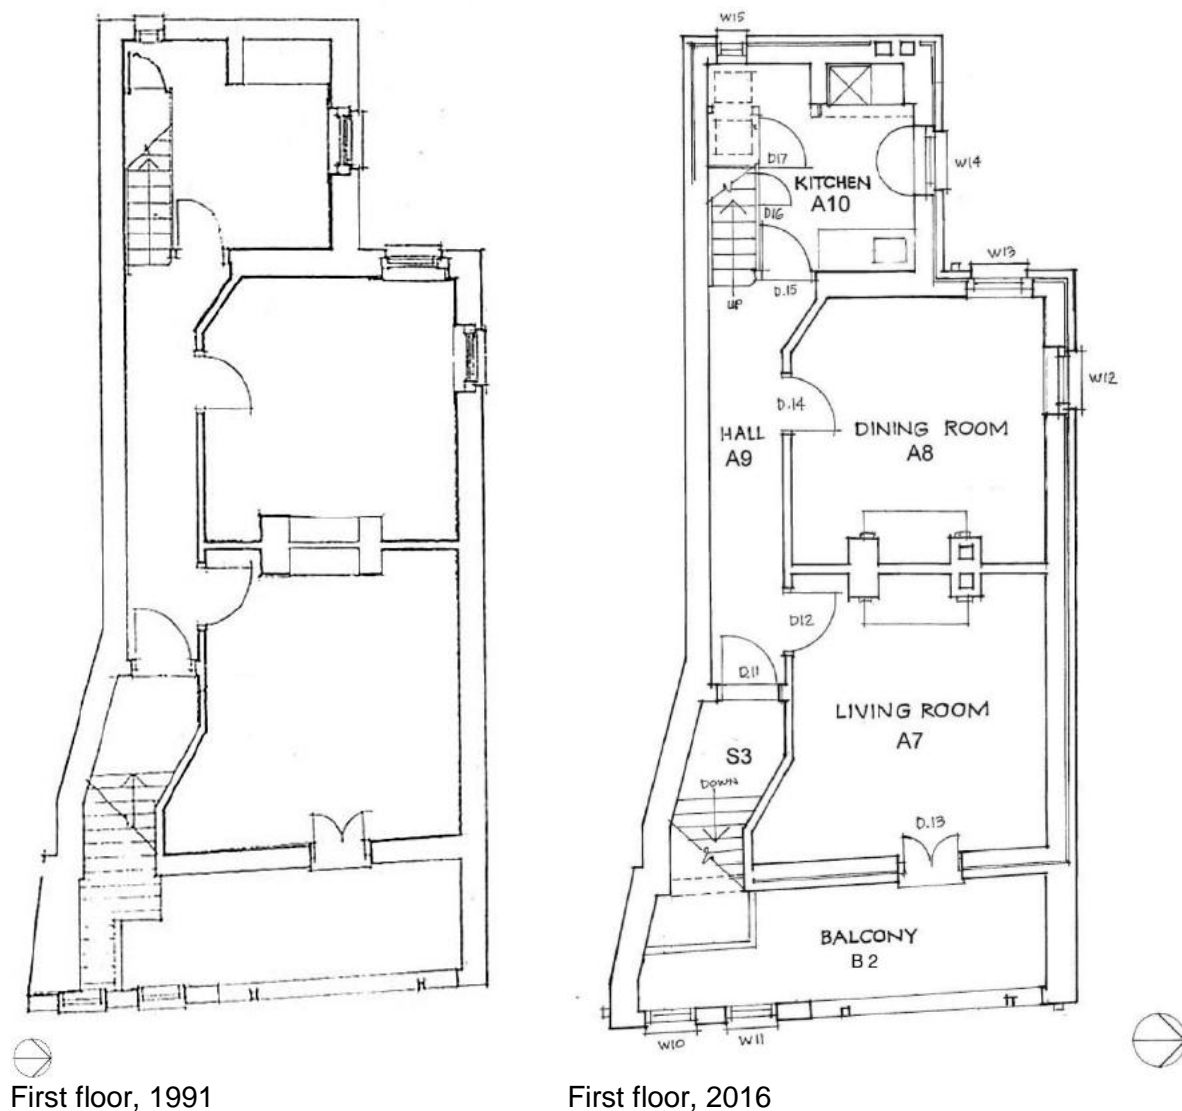 W15
W14
D17
KITCHEN
A10
D16
W13
D.15
UP
W12
D.14
HALL
A9
DINING ROOM
A8
D12
D.11
LIVING ROOM
A7
S3
DOWN
D.13
BALCONY
B2
W10
W11
First floor, 1991
First floor, 2016